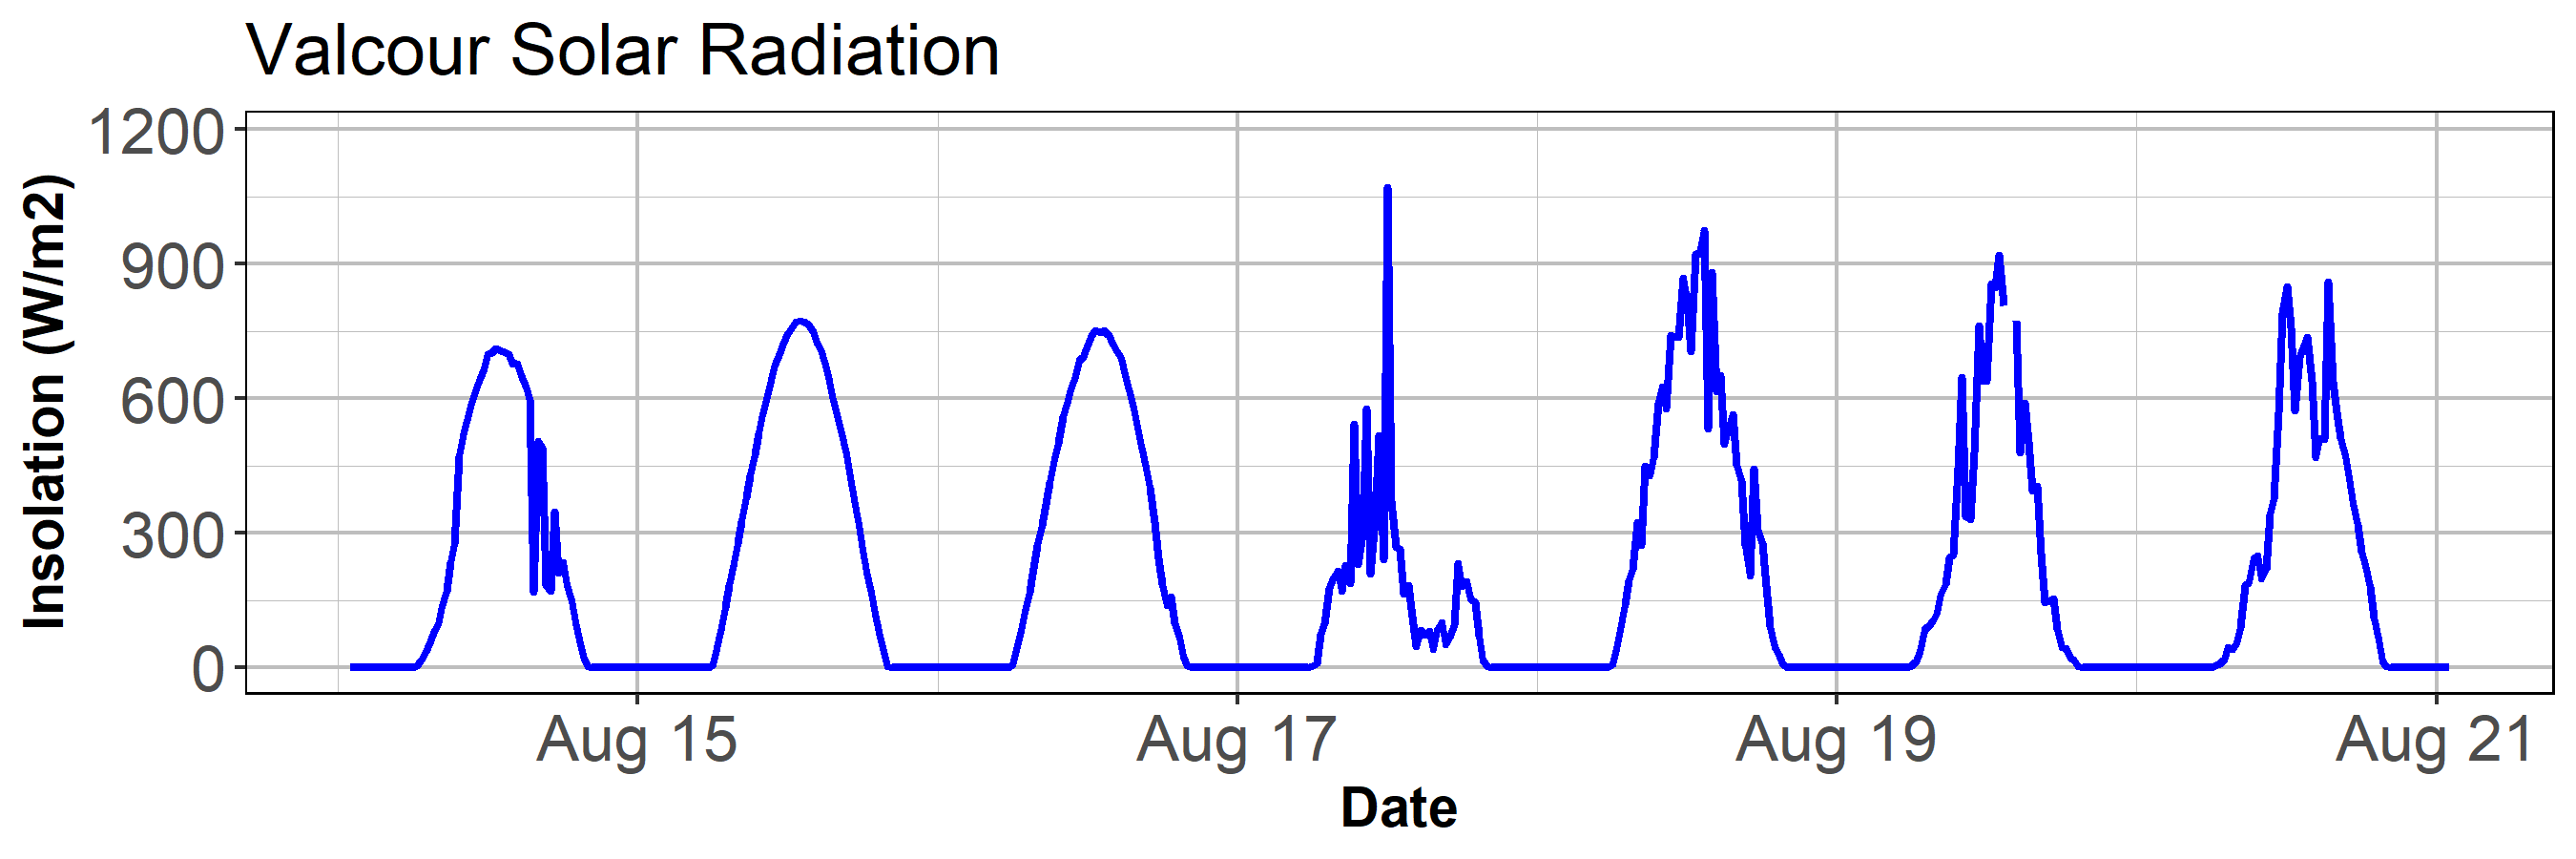 Valcour Solar Radiation
Insolation (W/m2)
1200
900
600
300
0
Aug 15
Aug 17
Aug 19
Aug 21
Date